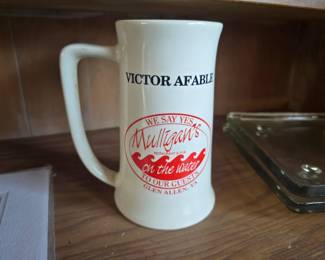 VICTOR AFABLE
WE SAY YES
Mulligan's
on the water
TO OUR GUESTS
GLEN ALLEN, VA